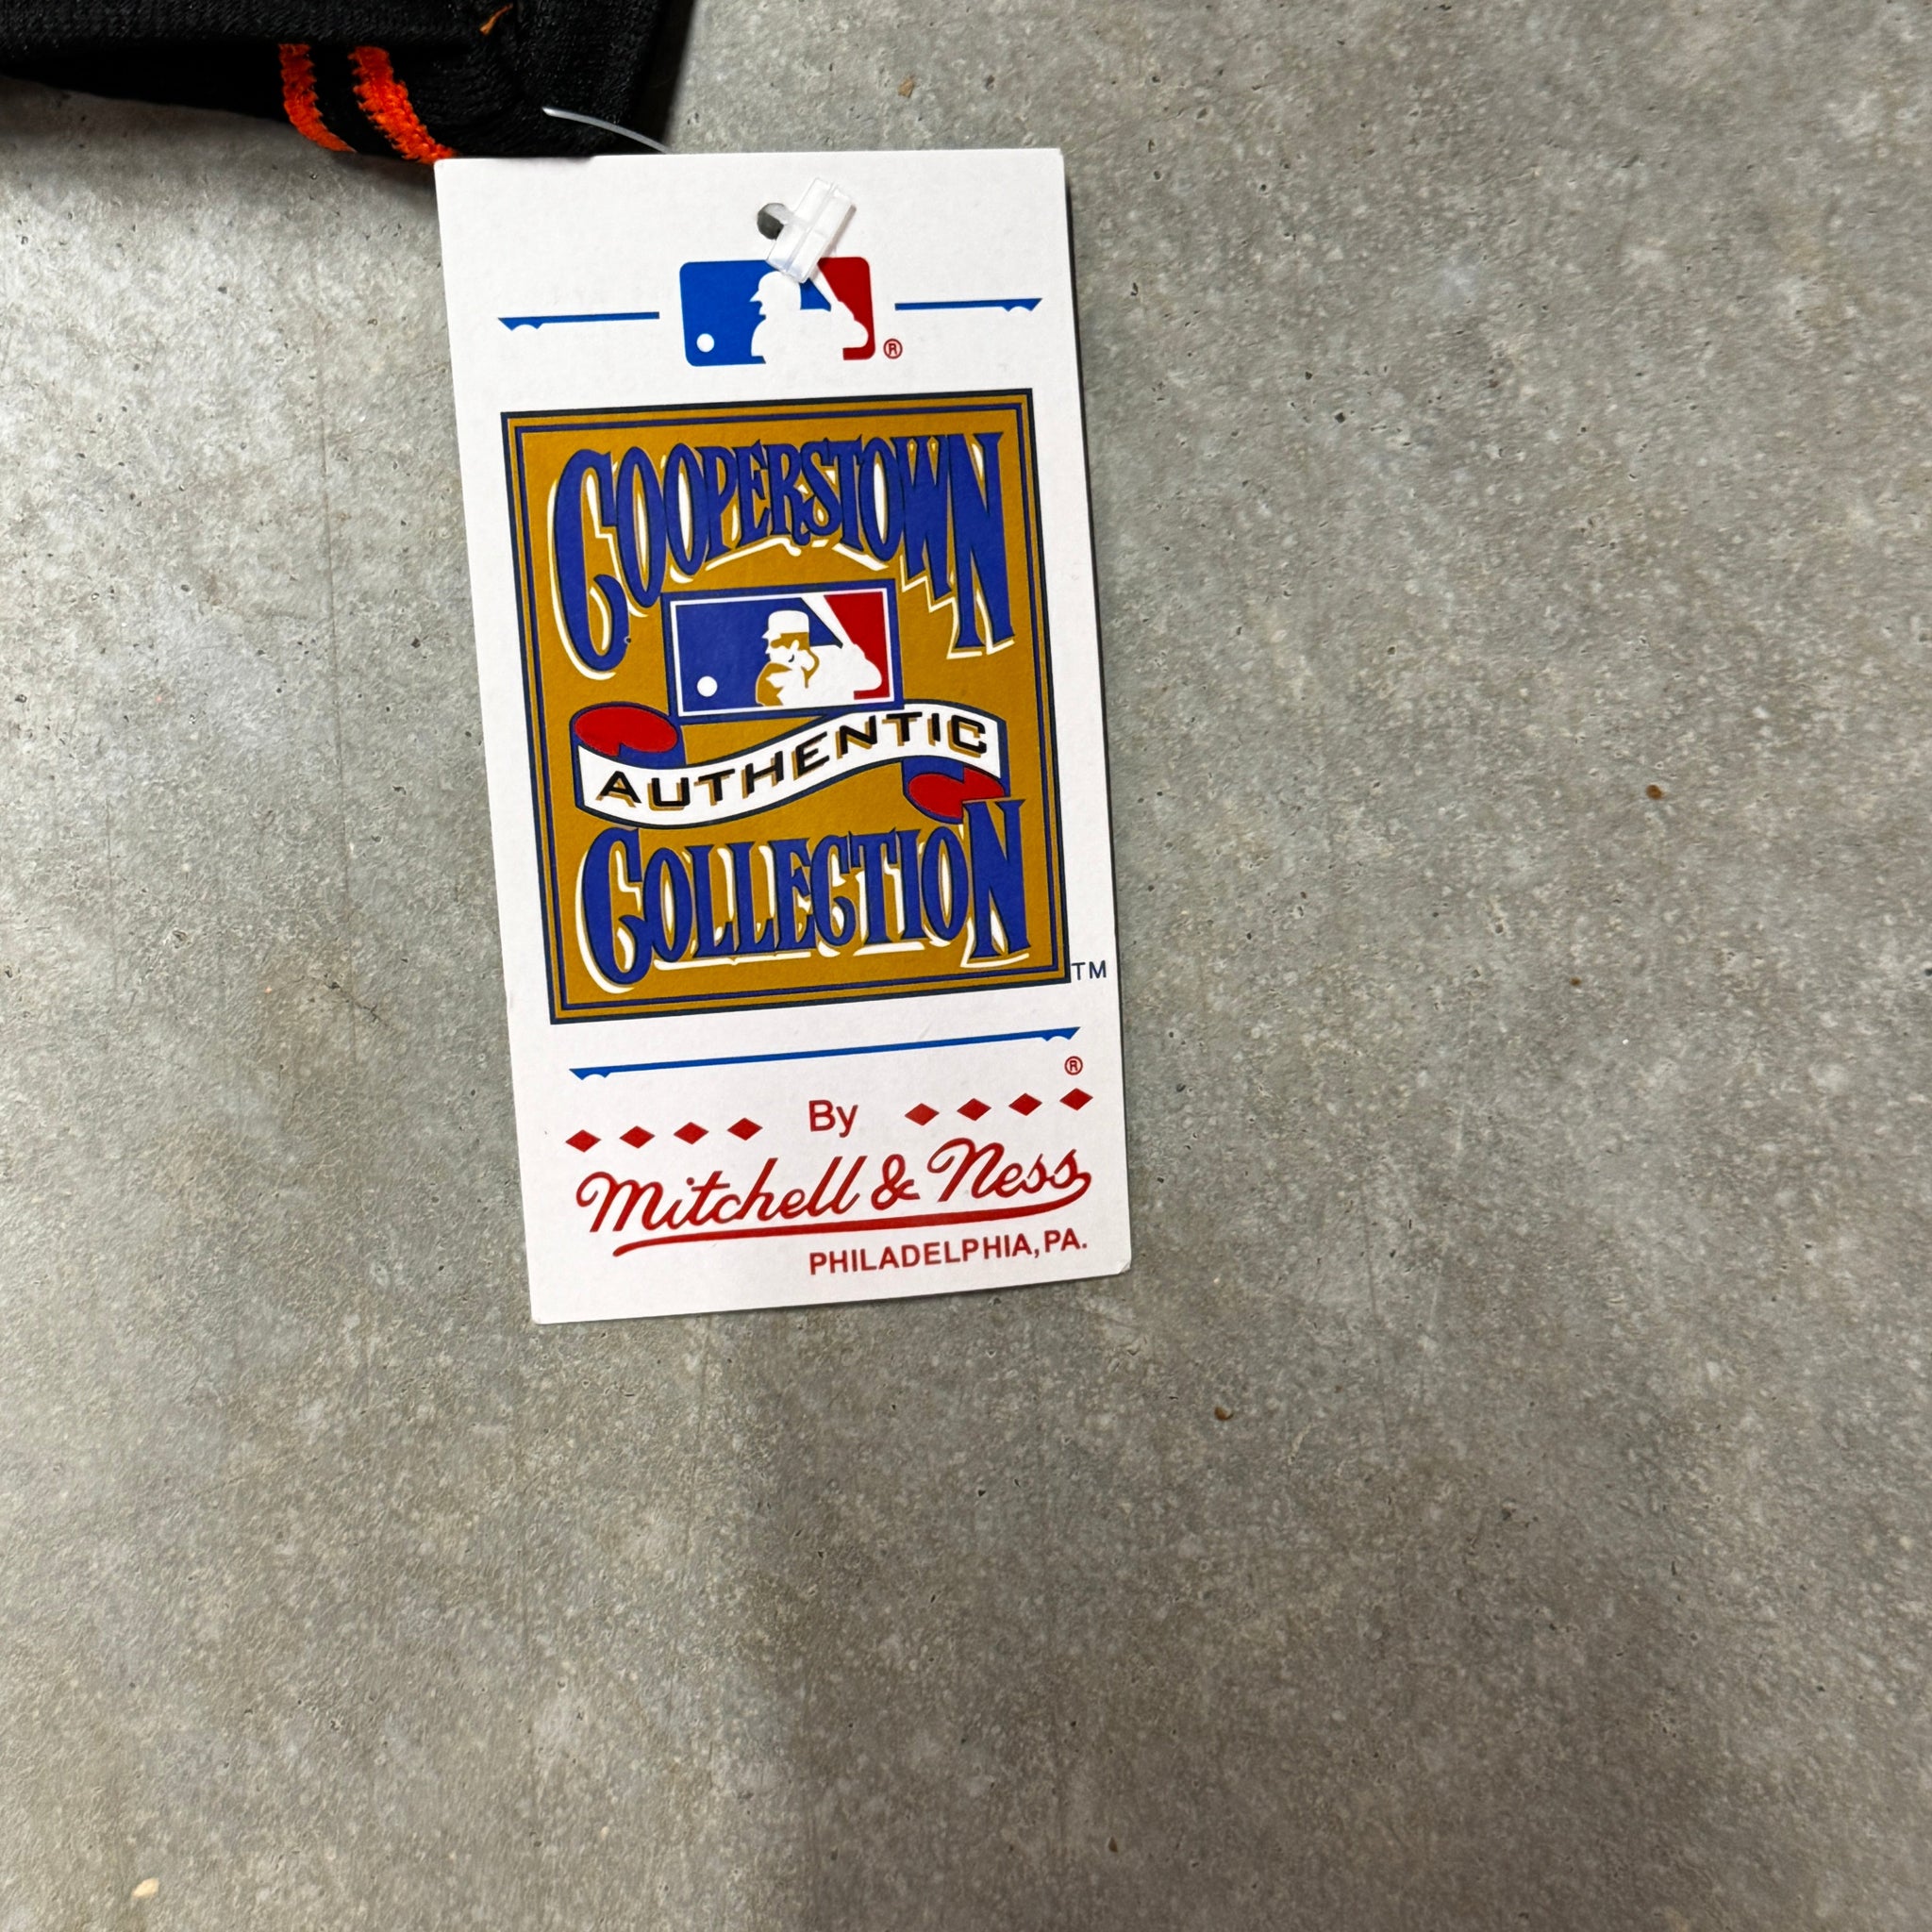 ®
COOPERSTOWN
AUTHENTIC
COLLECTION
TM
®
By
Mitchell & Ness
PHILADELPHIA, PA.